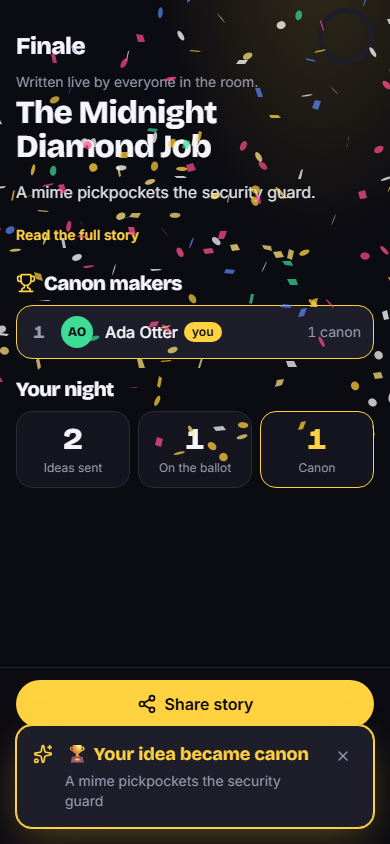 Finale
Written live by everyone in the room.
The Midnight
Diamond Job
A mime pickpockets the security guard.
Read the full story
Canon makers
1 AO Ada Otter you 1 canon
Your night
2 1 1
Ideas sent On the ballot Canon
Share story
🏆 Your idea became canon
A mime pickpockets the security
guard